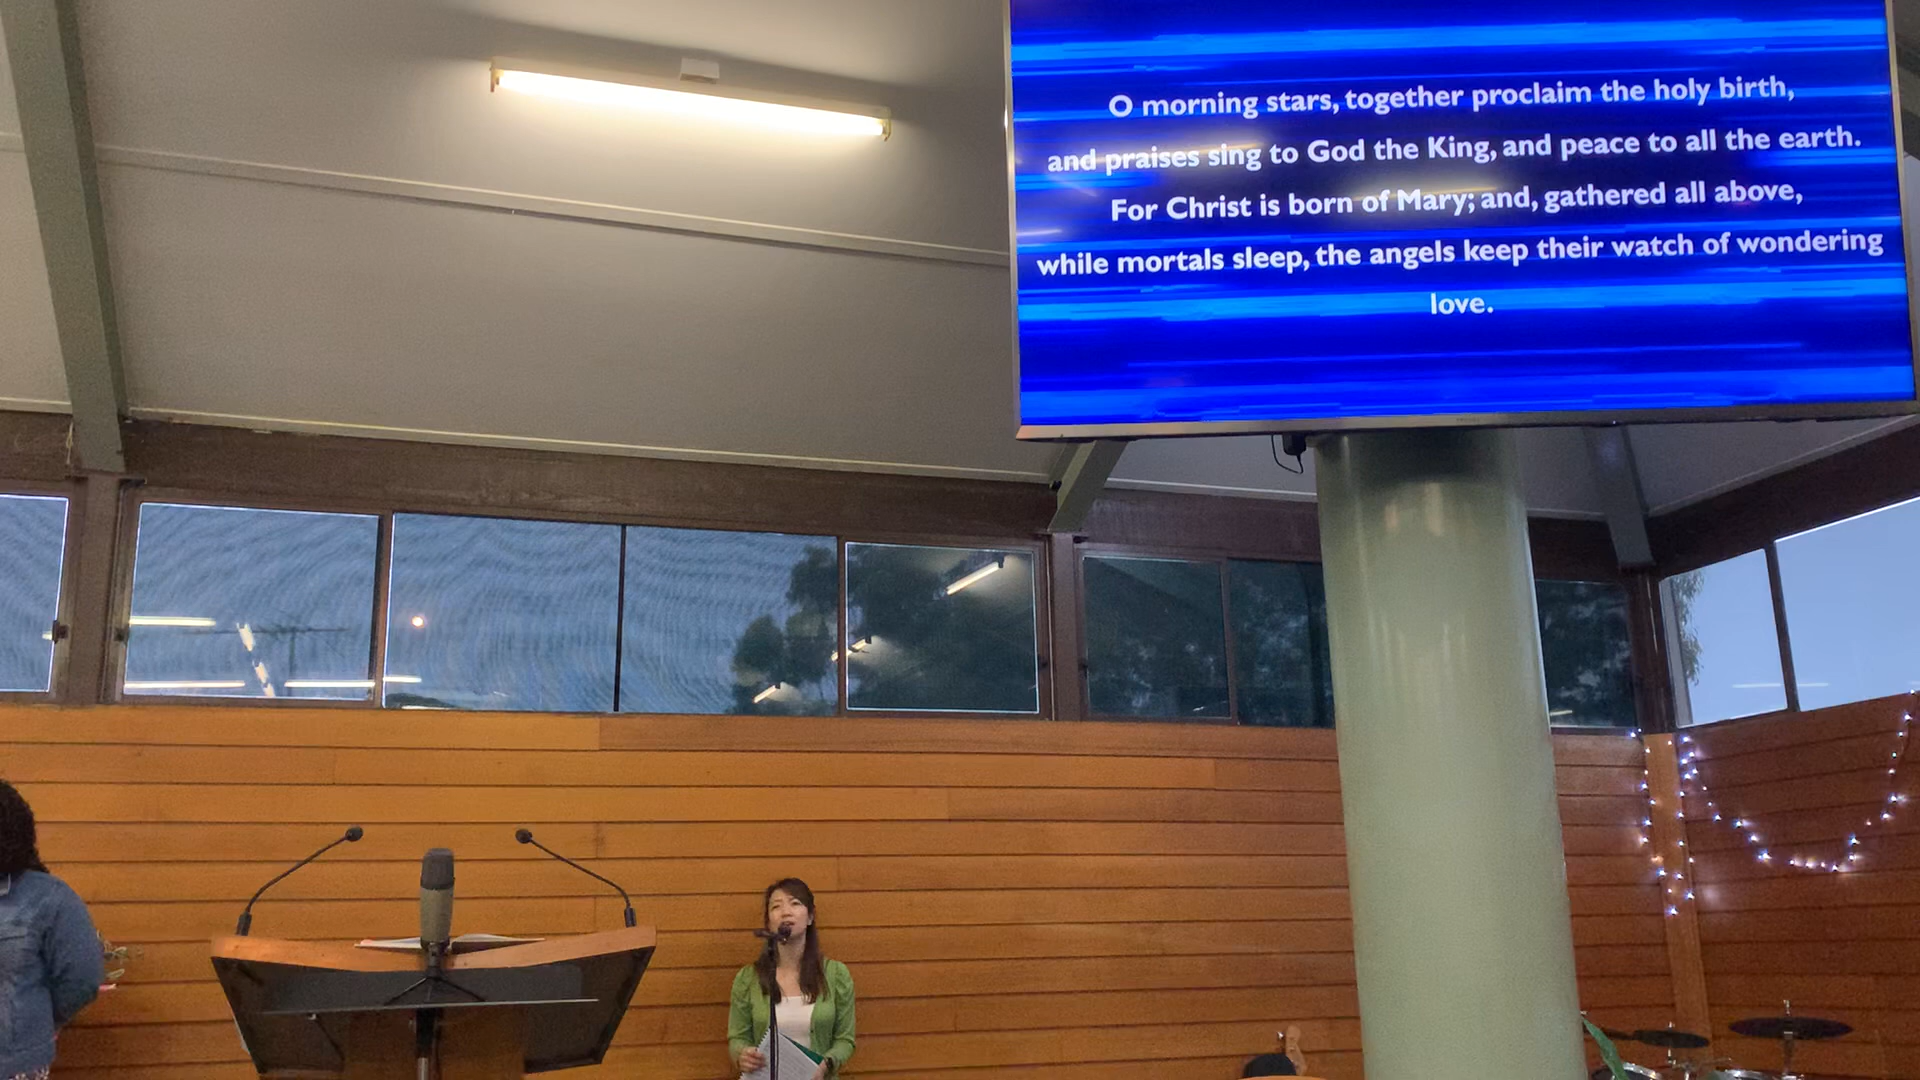 O morning stars, together proclaim the holy birth,
and praises sing to God the King, and peace to all the earth.
For Christ is born of Mary; and, gathered all above,
while mortals sleep, the angels keep their watch of wondering
love.